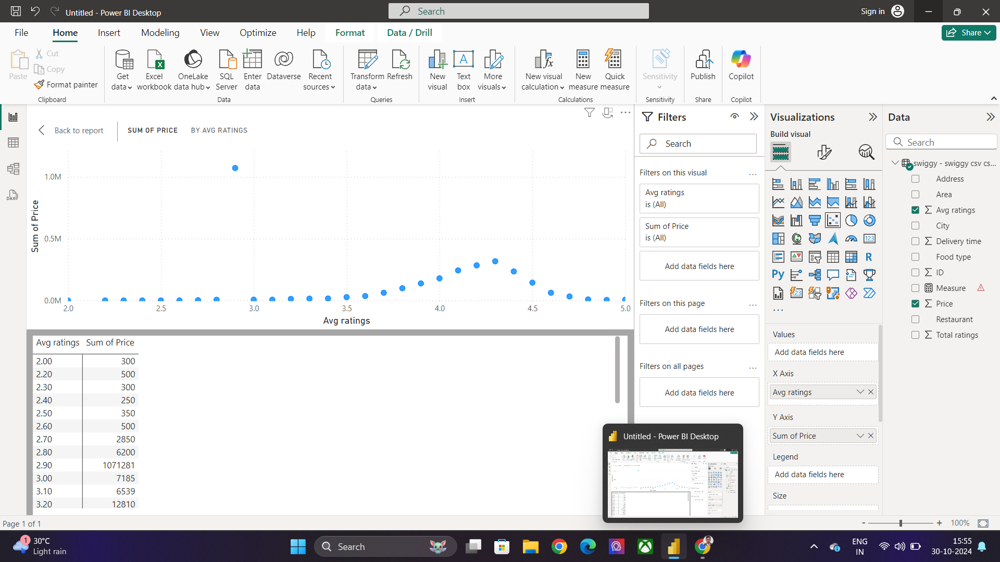 Untitled - Power BI Desktop
Search
Sign in
File Home Insert Modeling View Optimize Help Format Data / Drill
Share
Paste
Cut
Copy
Format painter
Clipboard
Get data
Excel workbook
OneLake data hub
SQL Server
Enter data
Dataverse
Recent sources
Data
Transform data
Refresh
Queries
New visual
Text box
More visuals
Insert
New visual calculation
New measure
Quick measure
Calculations
Sensitivity
Sensitivity
Publish
Share
Copilot
Copilot
Back to report
SUM OF PRICE BY AVG RATINGS
Sum of Price
1.0M
0.5M
0.0M
2.0 2.5 3.0 3.5 4.0 4.5 5.0
Avg ratings
Avg ratings Sum of Price
2.00 300
2.20 500
2.30 300
2.40 250
2.50 350
2.60 500
2.70 2850
2.80 6200
2.90 1071281
3.00 7185
3.10 6539
3.20 12810
Filters
Search
Filters on this visual
...
Avg ratings
is (All)
Sum of Price
is (All)
Add data fields here
Filters on this page
...
Add data fields here
Filters on all pages
...
Add data fields here
Visualizations
Build visual
123
R
Py
123
...
Values
Add data fields here
X Axis
Avg ratings
Y Axis
Sum of Price
Legend
Add data fields here
Size
Data
Search
swiggy - swiggy csv cs...
Address
Area
Avg ratings
City
Delivery time
Food type
ID
Measure
Price
Restaurant
Total ratings
DAX
Untitled - Power BI Desktop
Page 1 of 1
- + 100%
1
30°C
Light rain
Search
ENG
IN
15:55
30-10-2024